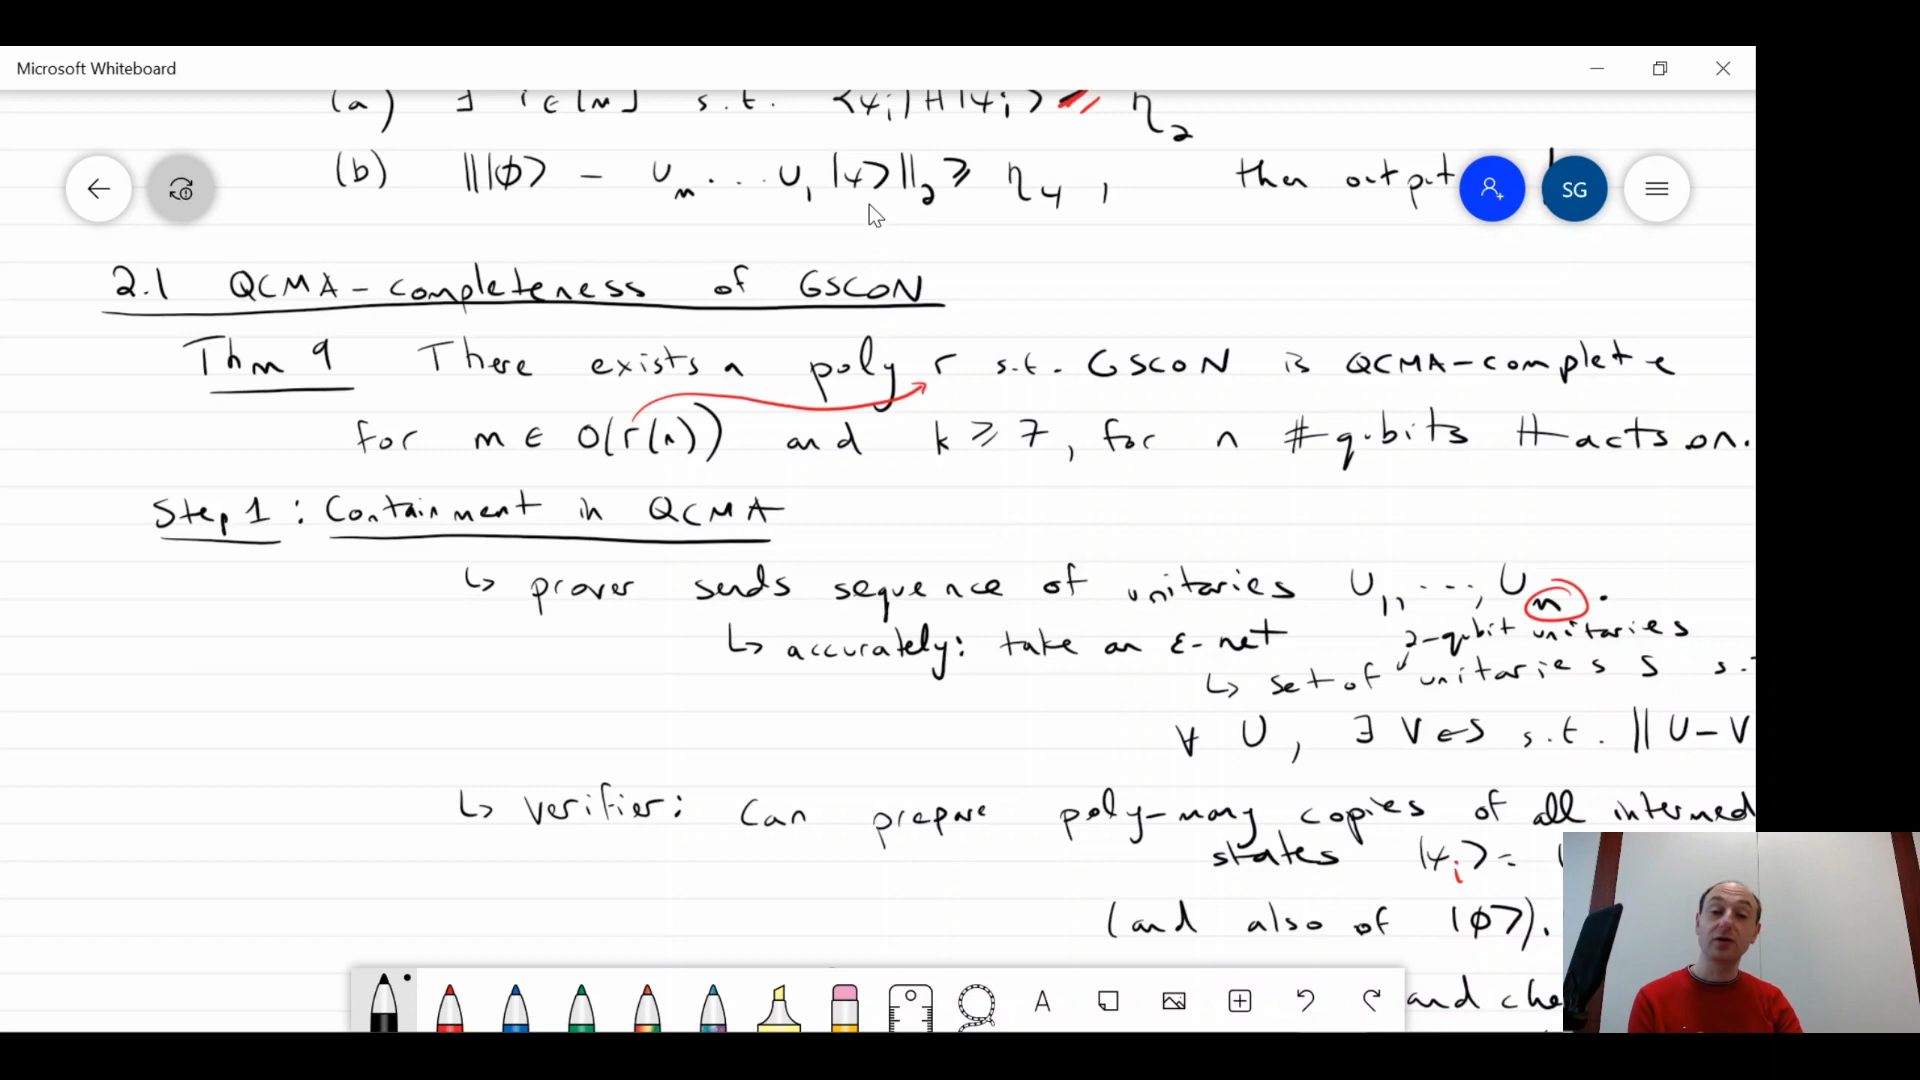 Microsoft Whiteboard
(a) ∃ i ∈ [m] s.t. ⟨ψᵢ|H|ψᵢ⟩ ≥ η₂
(b) || |ϕ⟩ - Uₘ...U₁|ψ⟩||₂ ≥ η₄, then output
SG
2.1 QCMA-completeness of GSCON
Thm 9 There exists a poly r s.t. GSCON is QCMA-complete
for m ∈ O(r(n)) and k ≥ 7, for n #qubits H acts on.
Step 1: Containment in QCMA
↳ prover sends sequence of unitaries U₁, ..., Uₘ.
↳ accurately: take an ε-net
2-qubit unitaries
↳ set of unitaries S s.t
∀ U, ∃ V ∈ S s.t. || U - V
↳ verifier: Can prepare poly-many copies of all intermed
states |ψᵢ⟩ =
(and also of |ϕ⟩).
and che